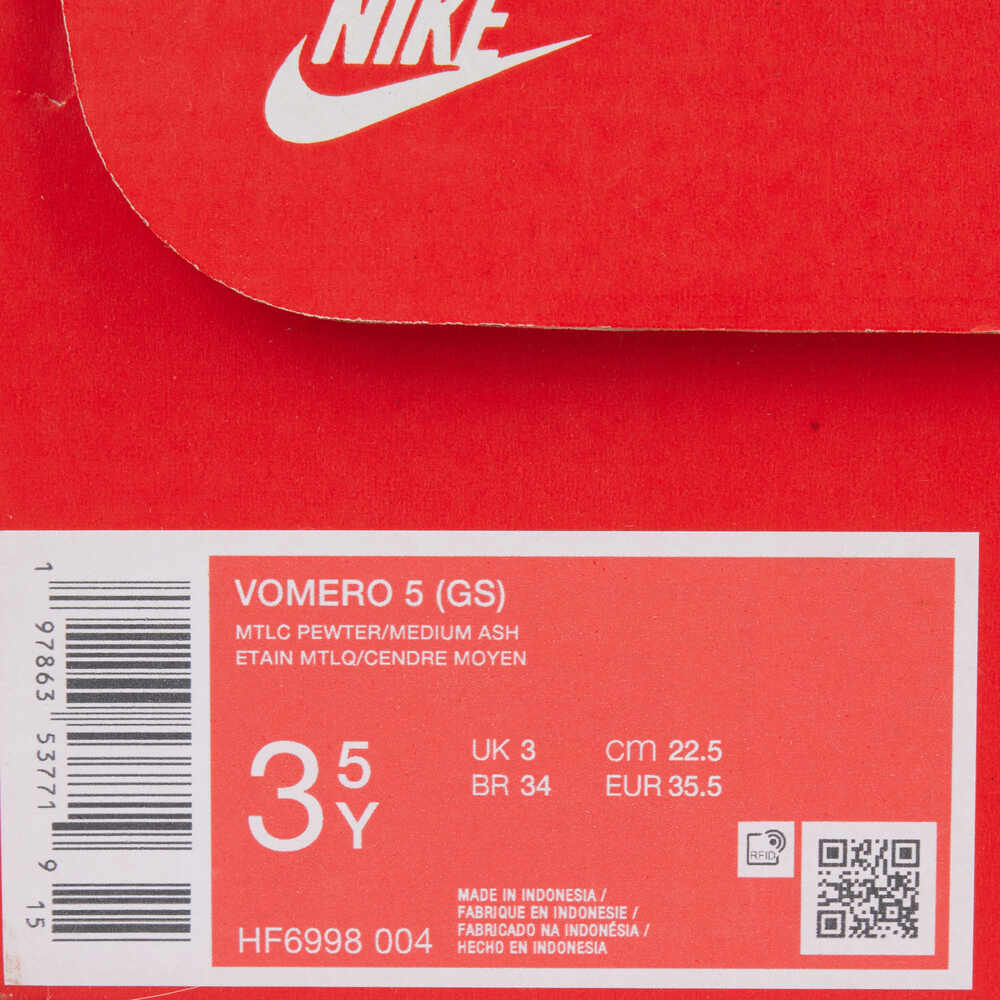 NIKE
VOMERO 5 (GS)
MTLC PEWTER/MEDIUM ASH
ETAIN MTLQ/CENDRE MOYEN
3 5 Y
UK 3 cm 22.5
BR 34 EUR 35.5
RFID
MADE IN INDONESIA /
FABRIQUE EN INDONESIE /
FABRICADO NA INDONÉSIA /
HECHO EN INDONESIA
HF6998 004
1 97863 53771 9 15